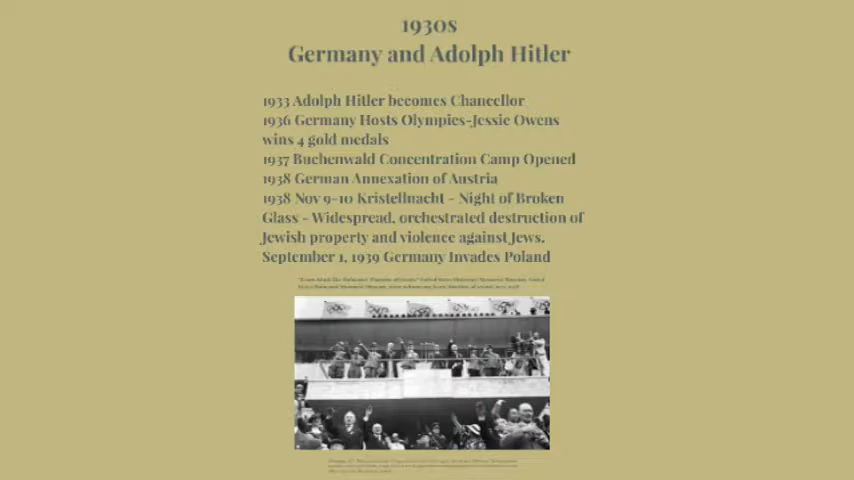 1930s
Germany and Adolph Hitler
1933 Adolph Hitler becomes Chancellor
1936 Germany Hosts Olympics-Jessie Owens
wins 4 gold medals
1937 Buchenwald Concentration Camp Opened
1938 German Annexation of Austria
1938 Nov 9-10 Kristellnacht - Night of Broken
Glass - Widespread, orchestrated destruction of
Jewish property and violence against Jews.
September 1, 1939 Germany Invades Poland